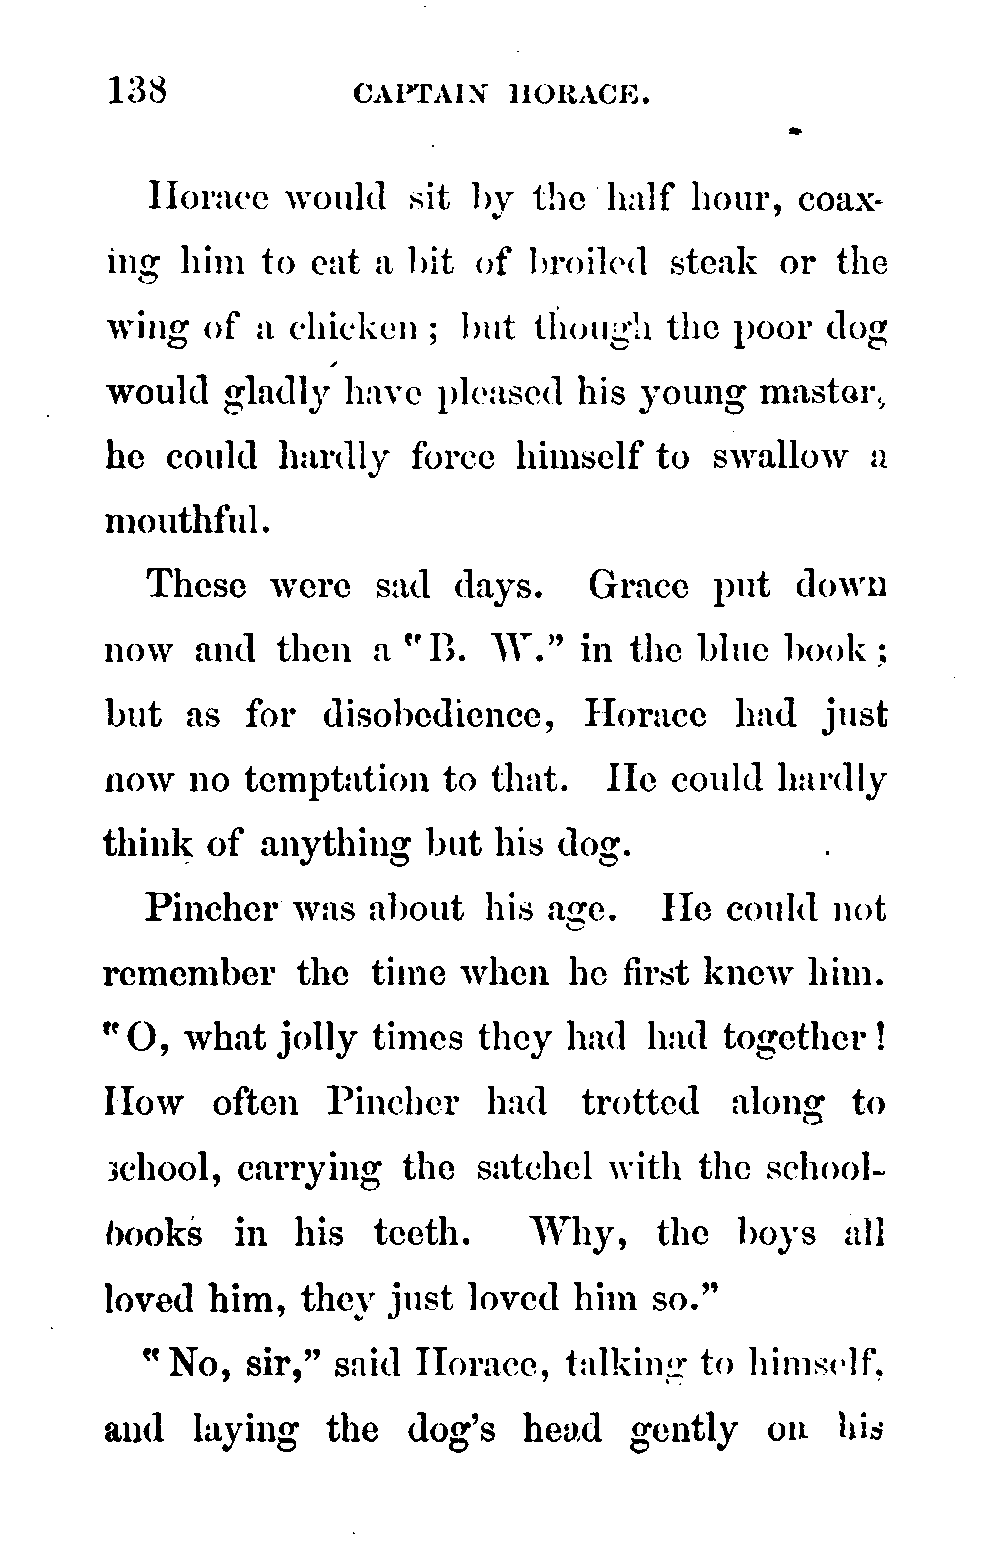 138 CAPTAIN HORACE.
Horace would sit by the half hour, coax-
ing him to eat a bit of broiled steak or the
wing of a chicken; but though the poor dog
would gladly have pleased his young master,
he could hardly force himself to swallow a
mouthful.
These were sad days. Grace put down
now and then a "B. W." in the blue book;
but as for disobedience, Horace had just
now no temptation to that. He could hardly
think of anything but his dog.
Pincher was about his age. He could not
remember the time when he first knew him.
"O, what jolly times they had had together!
How often Pincher had trotted along to
school, carrying the satchel with the school-
books in his teeth. Why, the boys all
loved him, they just loved him so."
"No, sir," said Horace, talking to himself,
and laying the dog's head gently on his